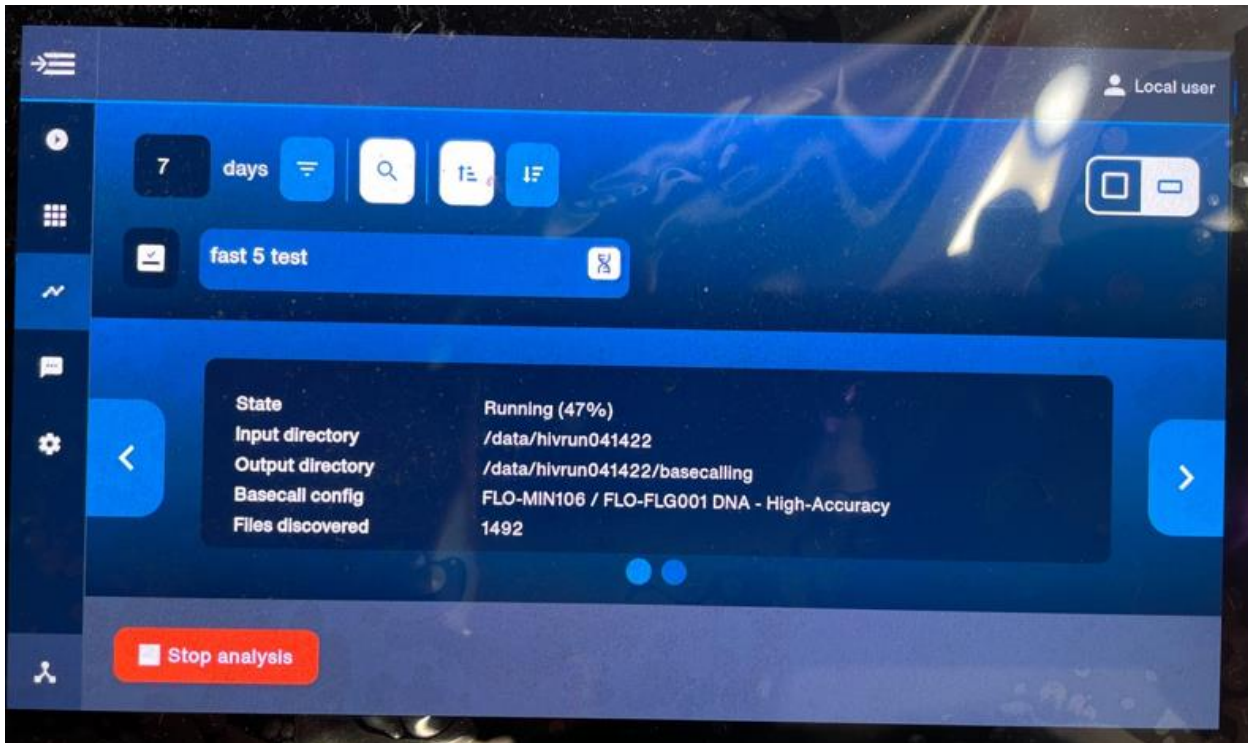 Local user
7 days
fast 5 test
State Running (47%)
Input directory /data/hivrun041422
Output directory /data/hivrun041422/basecalling
Basecall config FLO-MIN106 / FLO-FLG001 DNA - High-Accuracy
Files discovered 1492
Stop analysis